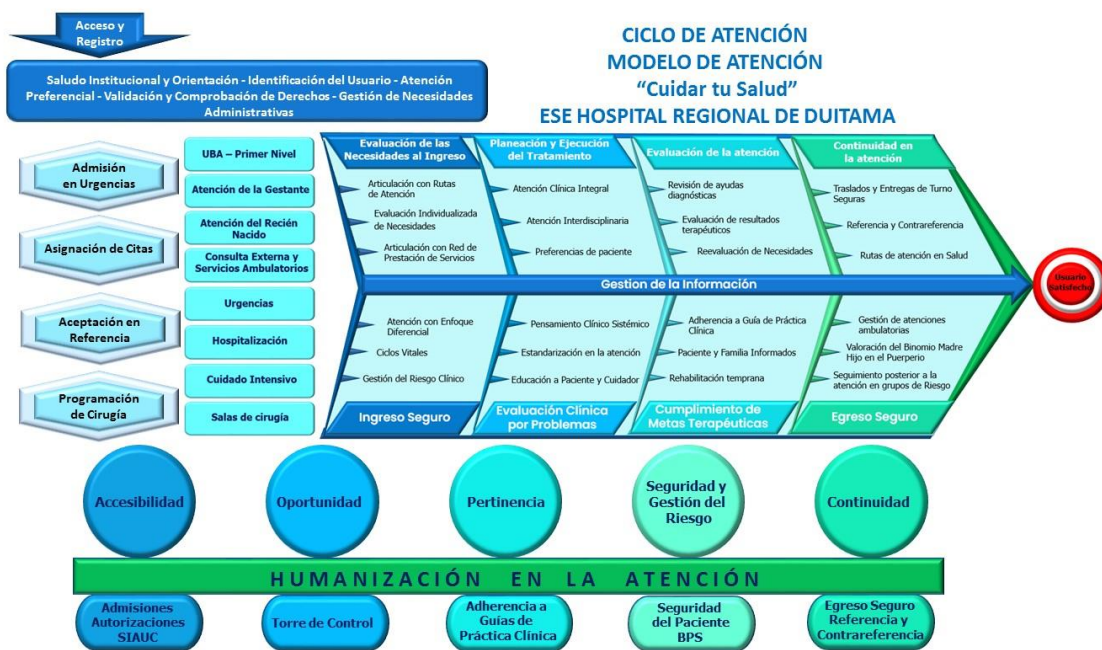 Acceso y
Registro
CICLO DE ATENCIÓN
MODELO DE ATENCIÓN
“Cuidar tu Salud”
ESE HOSPITAL REGIONAL DE DUITAMA
Saludo Institucional y Orientación - Identificación del Usuario - Atención
Preferencial - Validación y Comprobación de Derechos - Gestión de Necesidades
Administrativas
Admisión
en Urgencias
Asignación de Citas
Aceptación en
Referencia
Programación
de Cirugía
UBA – Primer Nivel
Atención de la Gestante
Atención del Recién
Nacido
Consulta Externa y
Servicios Ambulatorios
Urgencias
Hospitalización
Cuidado Intensivo
Salas de cirugía
Evaluación de las
Necesidades al Ingreso
Articulación con Rutas
de Atención
Evaluación Individualizada
de Necesidades
Articulación con Red de
Prestación de Servicios
Planeación y Ejecución
del Tratamiento
Atención Clínica Integral
Atención Interdisciplinaria
Preferencias de paciente
Evaluación de la atención
Revisión de ayudas
diagnósticas
Evaluación de resultados
terapéuticos
Reevaluación de Necesidades
Continuidad en
la atención
Traslados y Entregas de Turno
Seguras
Referencia y Contrareferencia
Rutas de atención en Salud
Gestion de la Información
Usuario
Satisfecho
Atención con Enfoque
Diferencial
Ciclos Vitales
Gestión del Riesgo Clínico
Ingreso Seguro
Pensamiento Clínico Sistémico
Estandarización en la atención
Educación a Paciente y Cuidador
Evaluación Clínica
por Problemas
Adherencia a Guía de Práctica
Clínica
Paciente y Familia Informados
Rehabilitación temprana
Cumplimiento de
Metas Terapéuticas
Gestión de atenciones
ambulatorias
Valoración del Binomio Madre
Hijo en el Puerperio
Seguimiento posterior a la
atención en grupos de Riesgo
Egreso Seguro
Accesibilidad
Oportunidad
Pertinencia
Seguridad y
Gestión del
Riesgo
Continuidad
HUMANIZACIÓN EN LA ATENCIÓN
Admisiones
Autorizaciones
SIAUC
Torre de Control
Adherencia a
Guías de
Práctica Clínica
Seguridad
del Paciente
BPS
Egreso Seguro
Referencia y
Contrareferencia